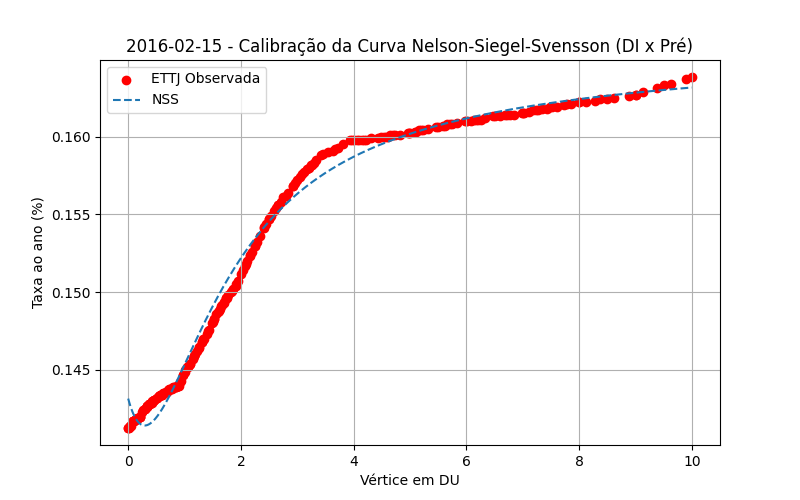 2016-02-15 - Calibração da Curva Nelson-Siegel-Svensson (DI x Pré)
ETTJ Observada
NSS
Taxa ao ano (%)
0.160
0.155
0.150
0.145
0 2 4 6 8 10
Vértice em DU